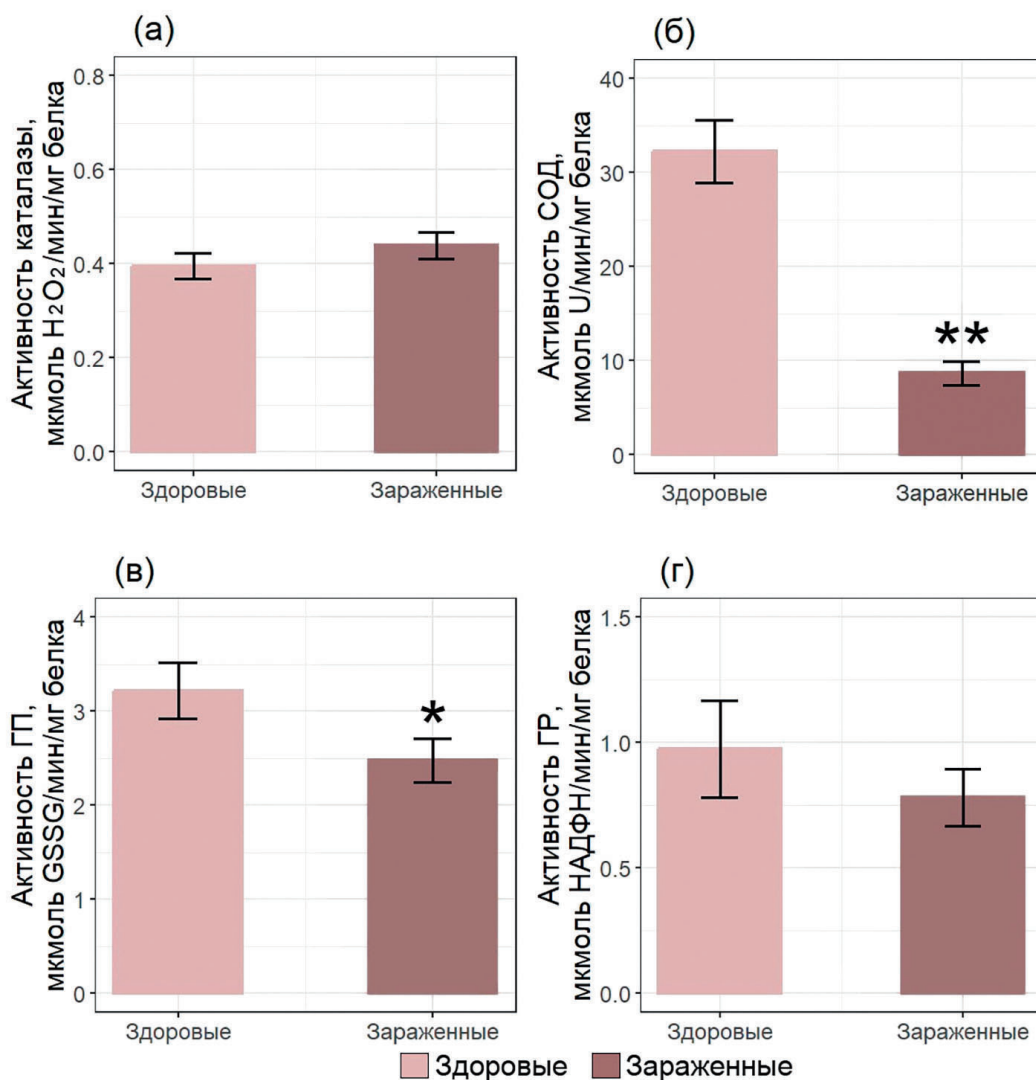 (а)
Активность каталазы,
мкмоль H₂O₂/мин/мг белка
0.8
0.6
0.4
0.2
0.0
Здоровые
Зараженные
(б)
Активность СОД,
мкмоль U/мин/мг белка
40
30
20
10
0
**
Здоровые
Зараженные
(в)
Активность ГП,
мкмоль GSSG/мин/мг белка
4
3
2
1
0
*
Здоровые
Зараженные
(г)
Активность ГР,
мкмоль НАДФН/мин/мг белка
1.5
1.0
0.5
0.0
Здоровые
Зараженные
Здоровые Зараженные